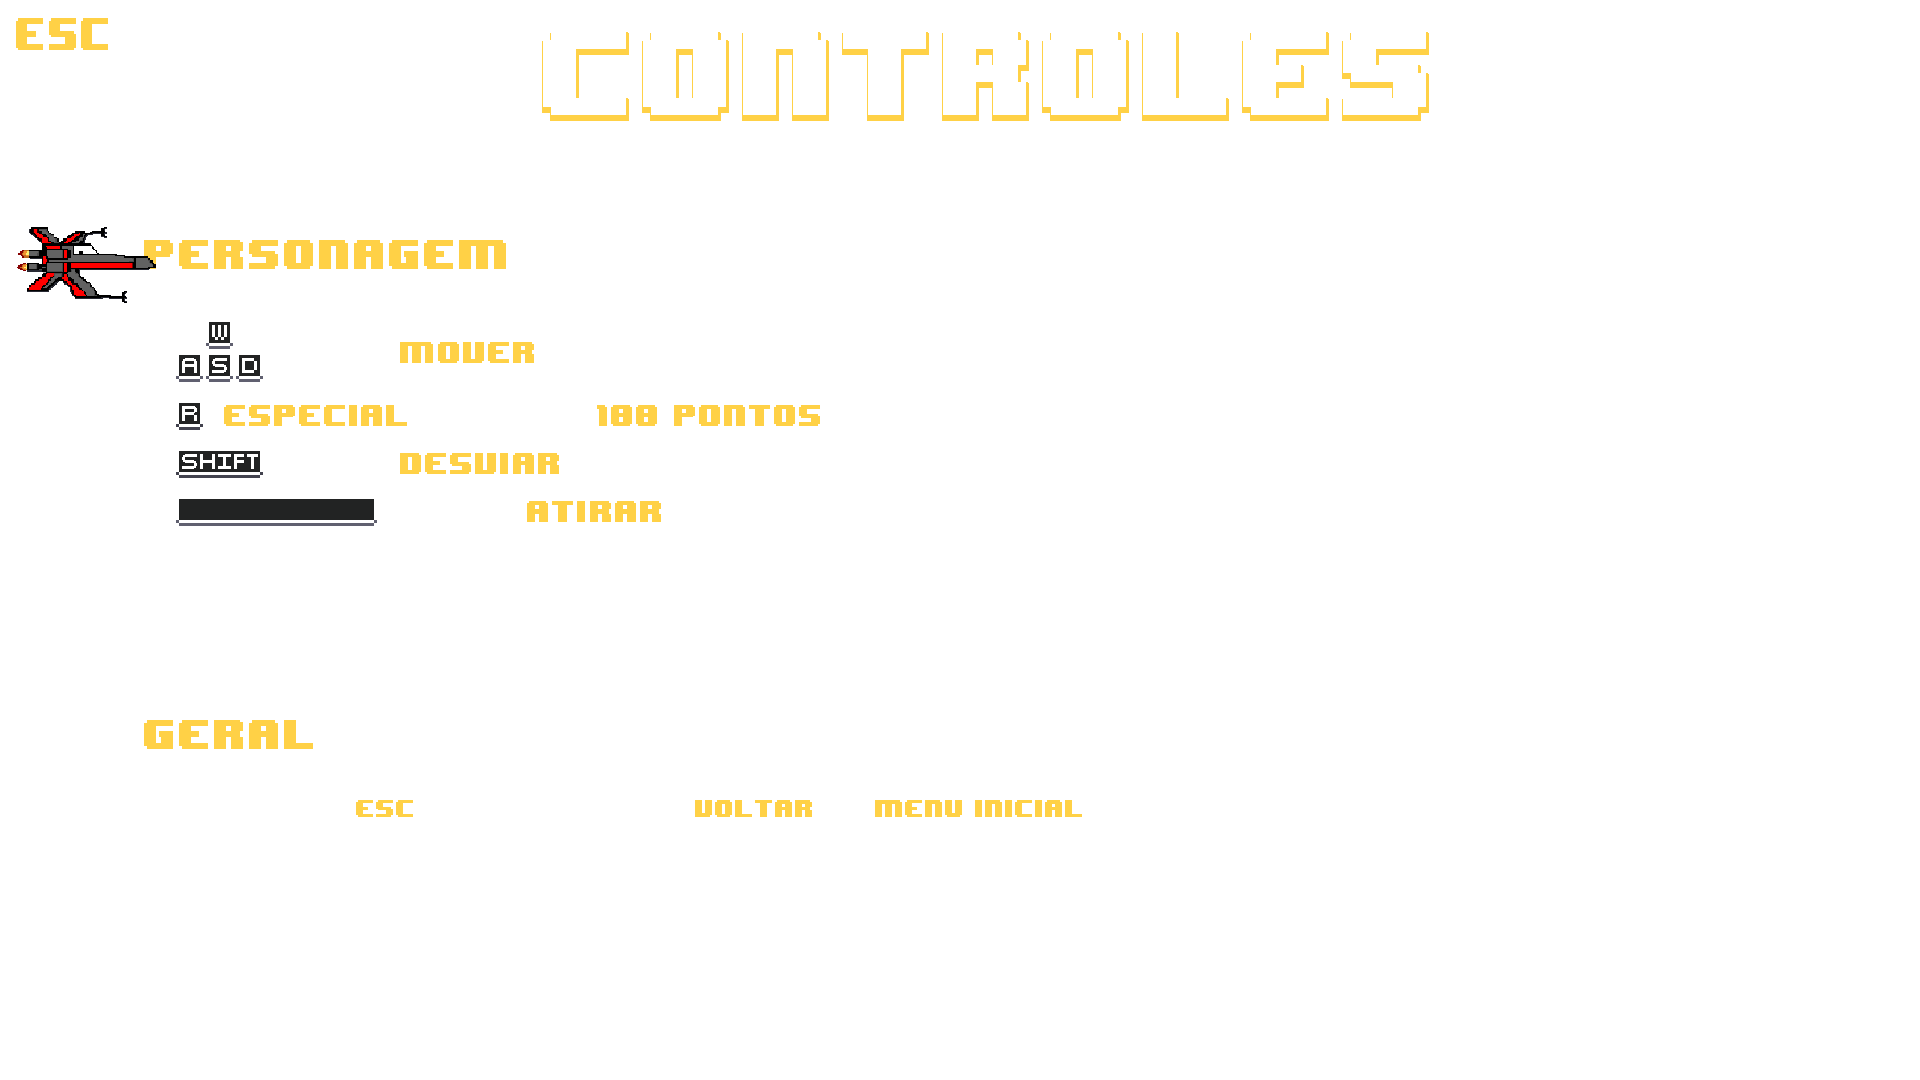 ESC
CONTROLES
PERSONAGEM
W
A S D MOVER
R ESPECIAL 100 PONTOS
SHIFT DESVIAR
ATIRAR
GERAL
ESC VOLTAR MENU INICIAL